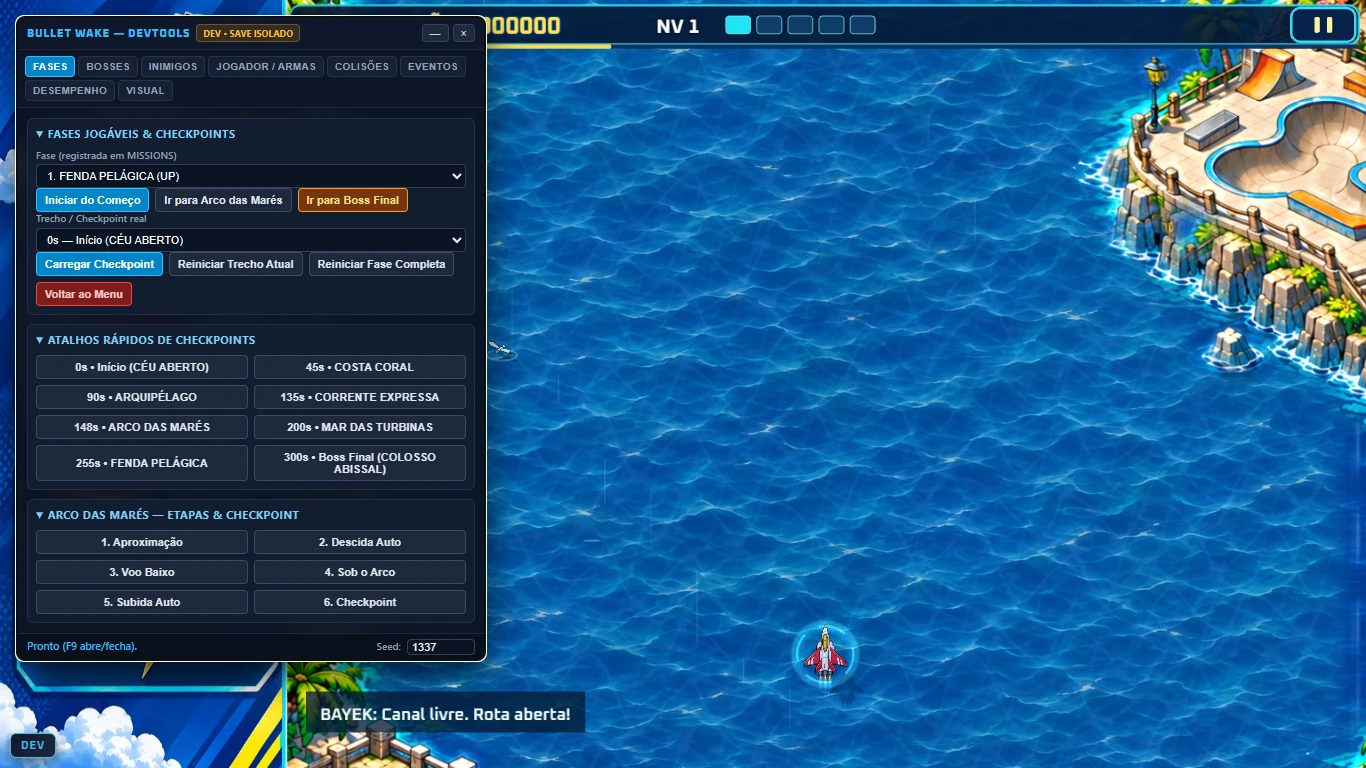 BULLET WAKE — DEVTOOLS
DEV • SAVE ISOLADO
—
×
FASES
BOSSES
INIMIGOS
JOGADOR / ARMAS
COLISÕES
EVENTOS
DESEMPENHO
VISUAL
▼ FASES JOGÁVEIS & CHECKPOINTS
Fase (registrada em MISSIONS)
1. FENDA PELÁGICA (UP)
Iniciar do Começo
Ir para Arco das Marés
Ir para Boss Final
Trecho / Checkpoint real
0s — Início (CÉU ABERTO)
Carregar Checkpoint
Reiniciar Trecho Atual
Reiniciar Fase Completa
Voltar ao Menu
▼ ATALHOS RÁPIDOS DE CHECKPOINTS
0s • Início (CÉU ABERTO)
45s • COSTA CORAL
90s • ARQUIPÉLAGO
135s • CORRENTE EXPRESSA
148s • ARCO DAS MARÉS
200s • MAR DAS TURBINAS
255s • FENDA PELÁGICA
300s • Boss Final (COLOSSO
ABISSAL)
▼ ARCO DAS MARÉS — ETAPAS & CHECKPOINT
1. Aproximação
2. Descida Auto
3. Voo Baixo
4. Sob o Arco
5. Subida Auto
6. Checkpoint
Pronto (F9 abre/fecha).
Seed:
1337
000000
NV 1
BAYEK: Canal livre. Rota aberta!
DEV